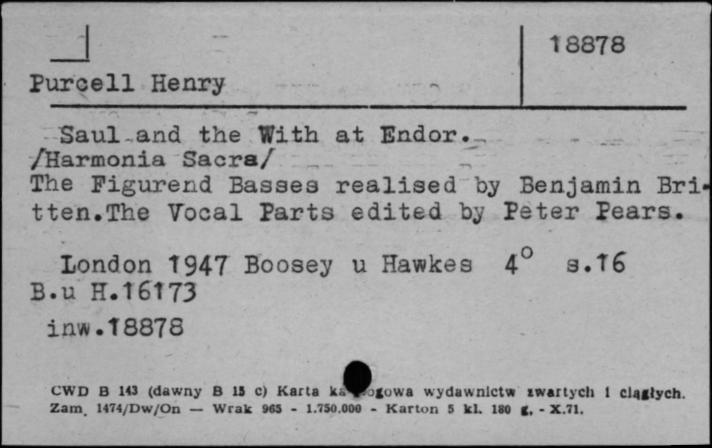 18878
Purcell Henry
Saul and the With at Endor.
/Harmonia Sacra/
The Figurend Basses realised by Benjamin Bri-
tten.The Vocal Parts edited by Peter Pears.
London 1947 Boosey u Hawkes 4° s.16
B.u H.16173
inw.18878
CWD B 143 (dawny B 15 c) Karta wydawnictw zwartych i ciągłych.
Zam. 1474/Dw/On — Wrak 965 - 1.750.000 - Karton 5 kl. 180 g. - X.71.